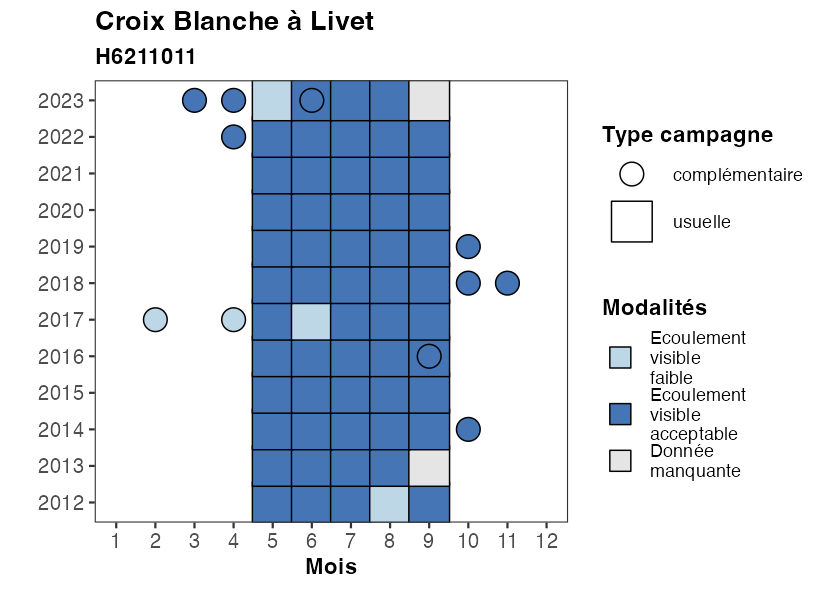 Croix Blanche à Livet
H6211011
2023
2022
2021
2020
2019
2018
2017
2016
2015
2014
2013
2012
1 2 3 4 5 6 7 8 9 10 11 12
Mois
Type campagne
complémentaire
usuelle
Modalités
Ecoulement
visible
faible
Ecoulement
visible
acceptable
Donnée
manquante